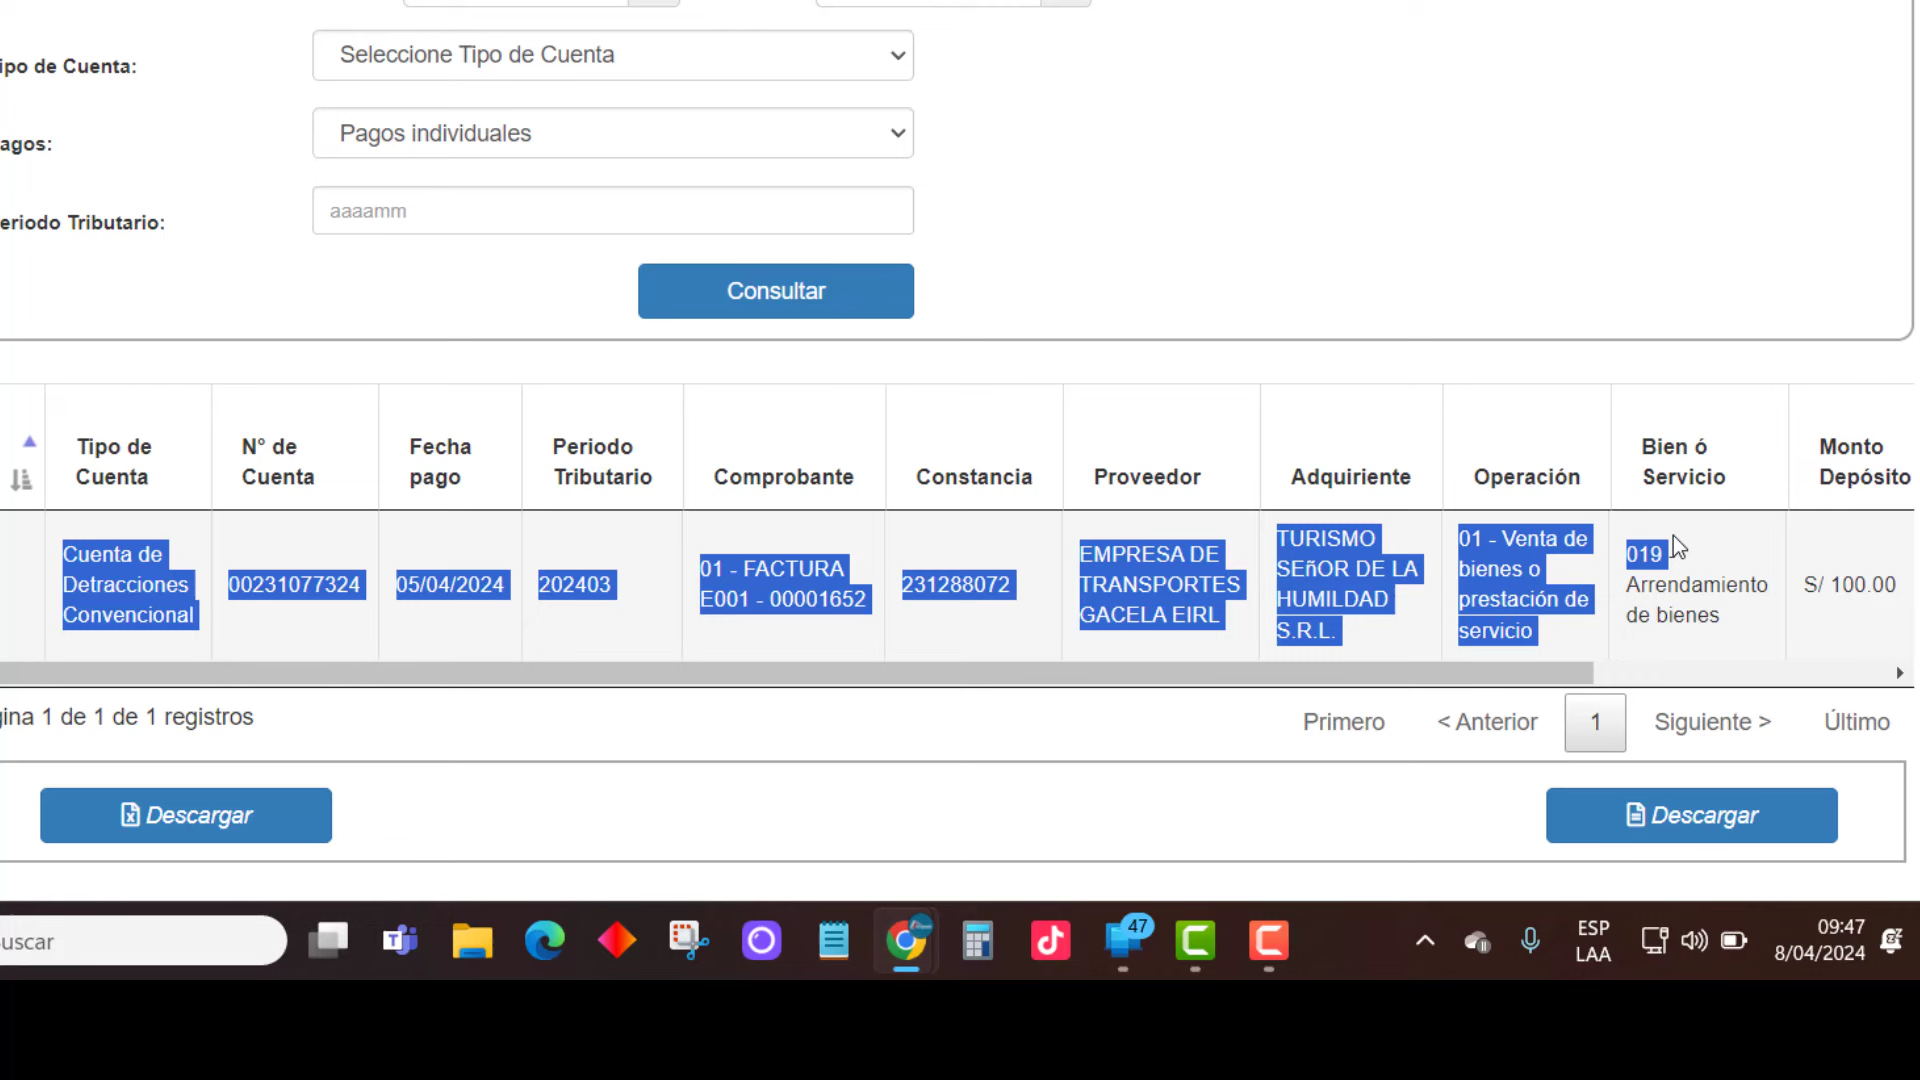 ipo de Cuenta:
Seleccione Tipo de Cuenta
agos:
Pagos individuales
eriodo Tributario:
aaaamm
Consultar
Tipo de
Cuenta
N° de
Cuenta
Fecha
pago
Periodo
Tributario
Comprobante
Constancia
Proveedor
Adquiriente
Operación
Bien ó
Servicio
Monto
Depósito
Cuenta de
Detracciones
Convencional
00231077324
05/04/2024
202403
01 - FACTURA
E001 - 00001652
231288072
EMPRESA DE
TRANSPORTES
GACELA EIRL
TURISMO
SEñOR DE LA
HUMILDAD
S.R.L.
01 - Venta de
bienes o
prestación de
servicio
019
Arrendamiento
de bienes
S/ 100.00
gina 1 de 1 de 1 registros
Primero
< Anterior
1
Siguiente >
Último
Descargar
Descargar
uscar
47
ESP
LAA
09:47
8/04/2024